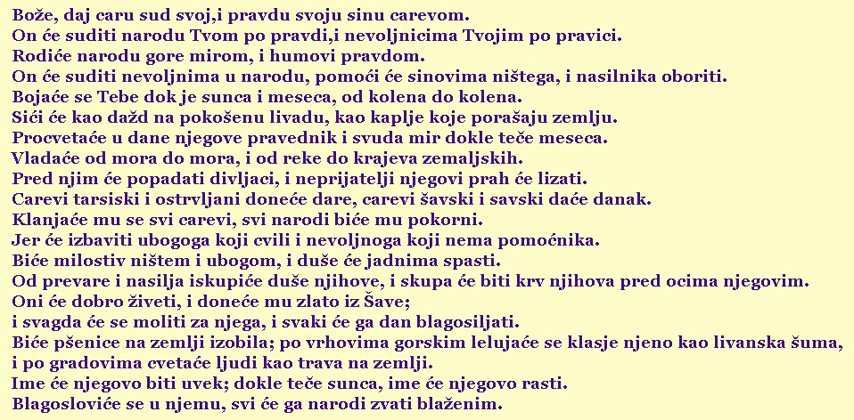 Bože, daj caru sud svoj,i pravdu svoju sinu carevom.
On će suditi narodu Tvom po pravdi,i nevoljnicima Tvojim po pravici.
Rodiće narodu gore mirom, i humovi pravdom.
On će suditi nevoljnima u narodu, pomoći će sinovima ništega, i nasilnika oboriti.
Bojaće se Tebe dok je sunca i meseca, od kolena do kolena.
Sići će kao dažd na pokošenu livadu, kao kaplje koje porašaju zemlju.
Procvetaće u dane njegove pravednik i svuda mir dokle teče meseca.
Vladaće od mora do mora, i od reke do krajeva zemaljskih.
Pred njim će popadati divljaci, i neprijatelji njegovi prah će lizati.
Carevi tarsiski i ostrvljani doneće dare, carevi šavski i savski daće danak.
Klanjaće mu se svi carevi, svi narodi biće mu pokorni.
Jer će izbaviti ubogoga koji cvili i nevoljnoga koji nema pomoćnika.
Biće milostiv ništem i ubogom, i duše će jadnima spasti.
Od prevare i nasilja iskupiće duše njihove, i skupa će biti krv njihova pred ocima njegovim.
Oni će dobro živeti, i doneće mu zlato iz Šave;
i svagda će se moliti za njega, i svaki će ga dan blagosiljati.
Biće pšenice na zemlji izobila; po vrhovima gorskim lelujaće se klasje njeno kao livanska šuma,
i po gradovima cvetaće ljudi kao trava na zemlji.
Ime će njegovo biti uvek; dokle teče sunca, ime će njegovo rasti.
Blagosloviće se u njemu, svi će ga narodi zvati blaženim.